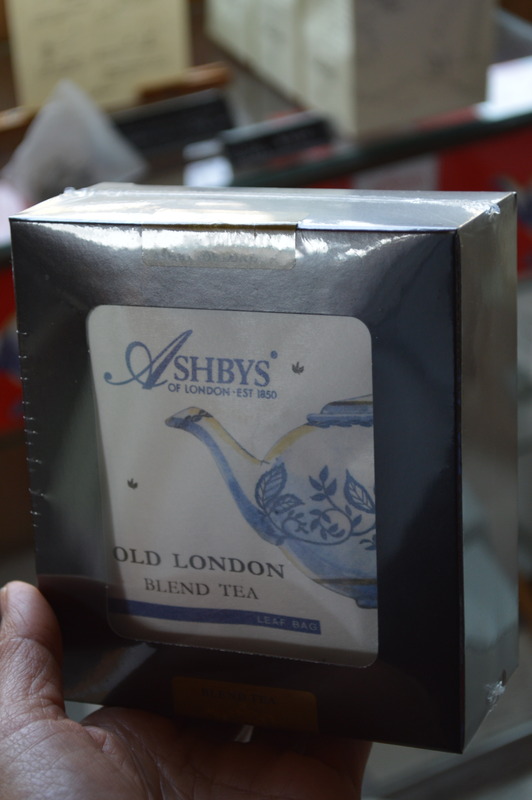 ASHBYS®
OF LONDON · EST 1850
OLD LONDON
BLEND TEA
LEAF BAG